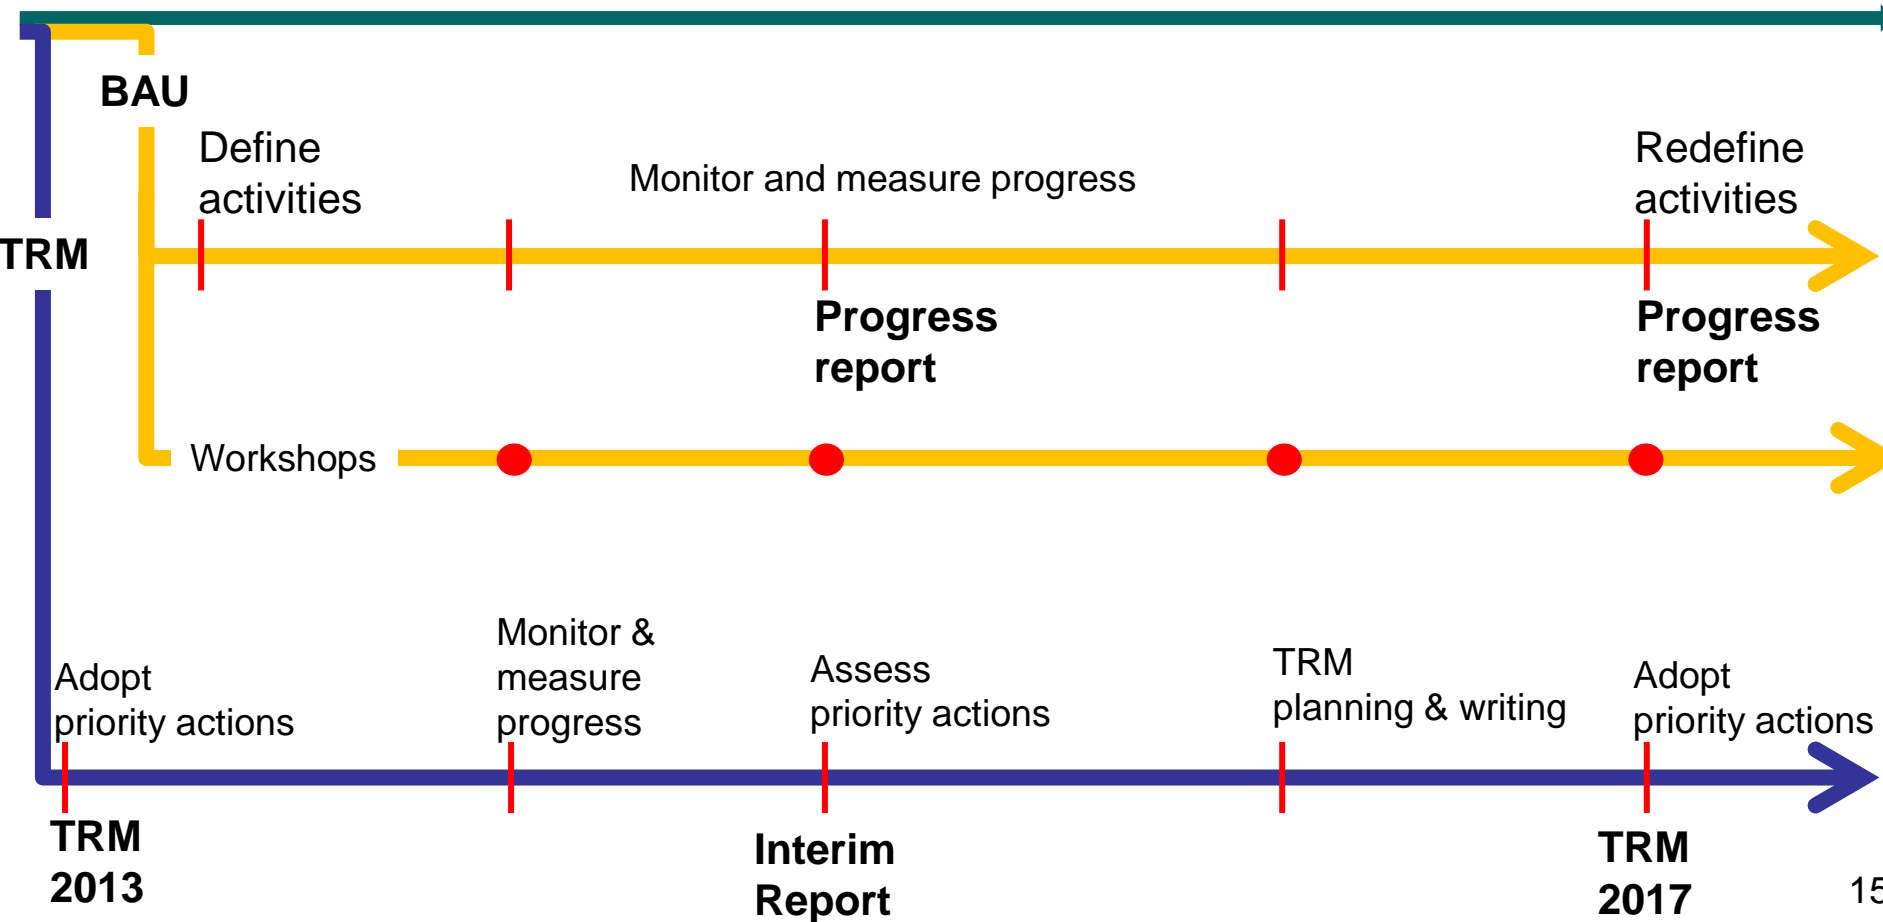 BAU
Define
activities
Monitor and measure progress
Redefine
activities
TRM
Progress
report
Progress
report
Workshops
Adopt
priority actions
Monitor &
measure
progress
Assess
priority actions
TRM
planning & writing
Adopt
priority actions
TRM
2013
Interim
Report
TRM
2017
15